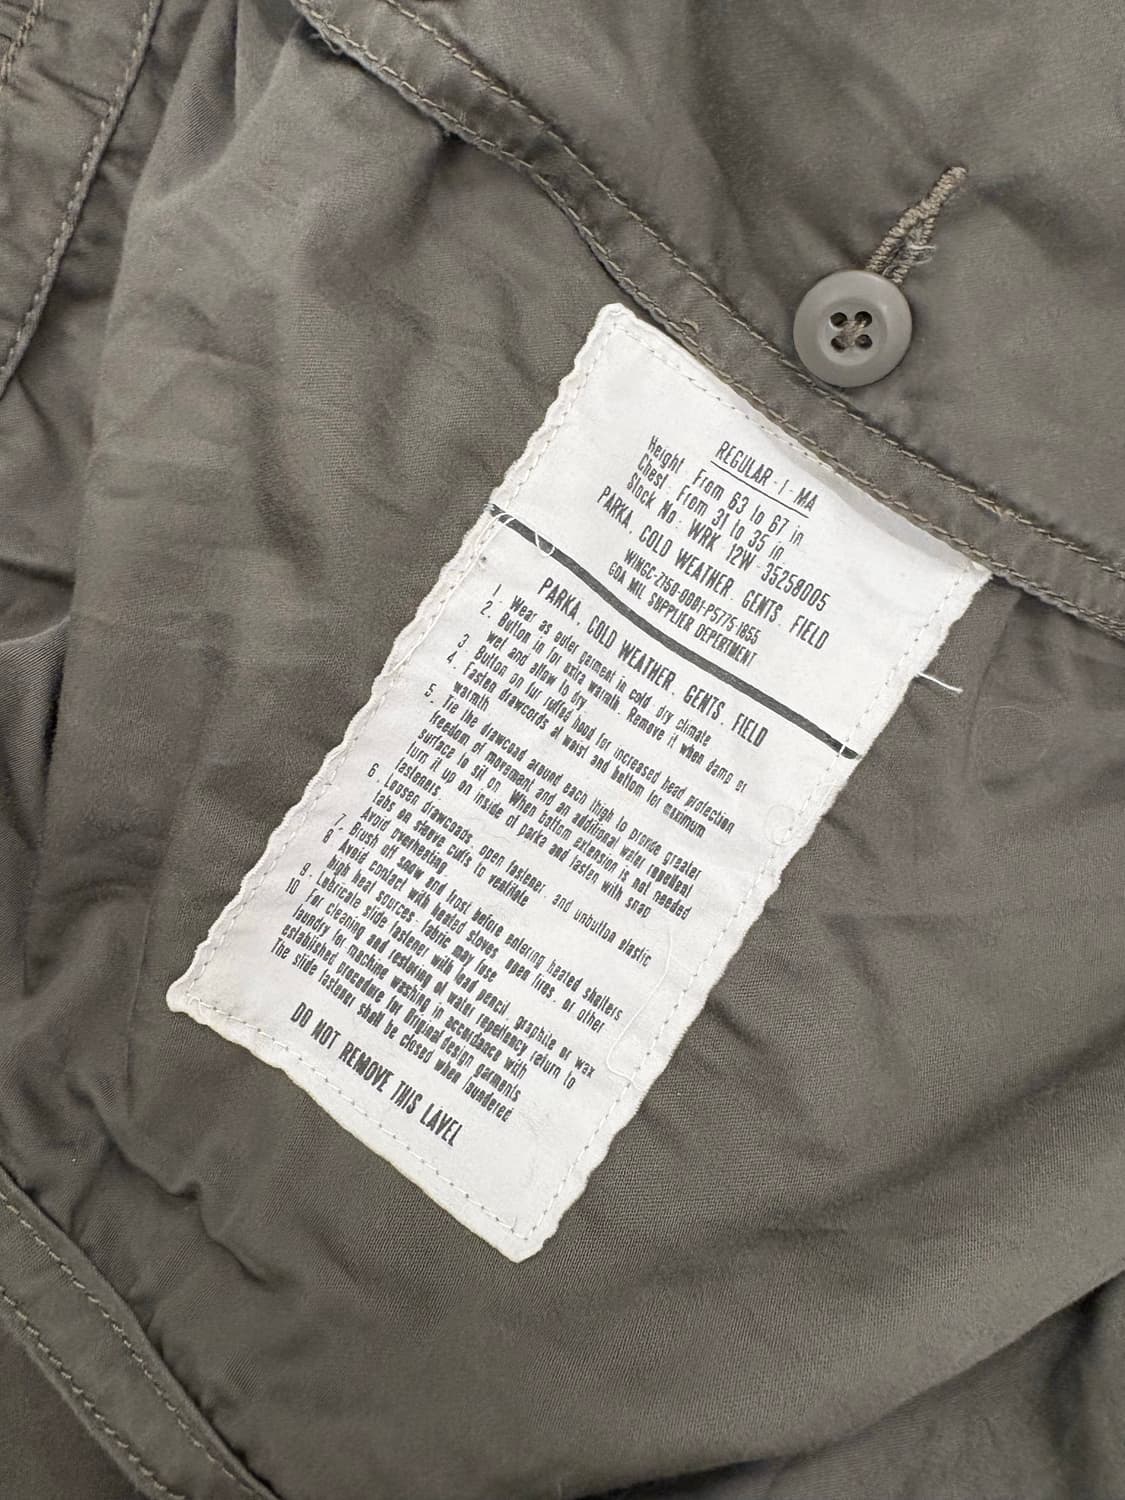 REGULAR - 1 - MA
Height From 63 to 67 in.
Chest From 31 to 35 in.
Slock No: WRK 12W-35258005
PARKA, COLD WEATHER, GENTS, FIELD
WINGC-Z150-0081-P5775 1855
GOA MIL SUPPLIER DEPERTMENT
PARKA, COLD WEATHER, GENTS, FIELD
1. Wear as outer garment in cold dry climate
2. Button in for extra warmth. Remove it when damp or
wet and allow to dry
3 Button on fur ruffed hood for increased head protection
4. Fasten drawcords at waist and bottom for maximum
warmth
5. Tie the drawcoad around each thigh to provide greater
freedom of movement and an additional water repellent
surface to sit on. When bottom extension is not needed
turn it up on inside of parka and fasten with snap
fasteners.
6. Loosen drawcoads, open fastener, and unbutton plastic
tabs on sleeve cuffs to ventilate.
7. Avoid overheating.
8 Brush off snow and frost before entering heated shelters
Avoid contact with heated stoves, open fires, or other
high heat sources - fabric may fuse
9. Lubricate slide fastener with lead pencil, graphite or wax
10 For cleaning and restoring of water repellency return to
laundry for machine washing in accordance with
established procedure for Original design garments
The slide fastener shall be closed when laundered
DO NOT REMOVE THIS LAVEL